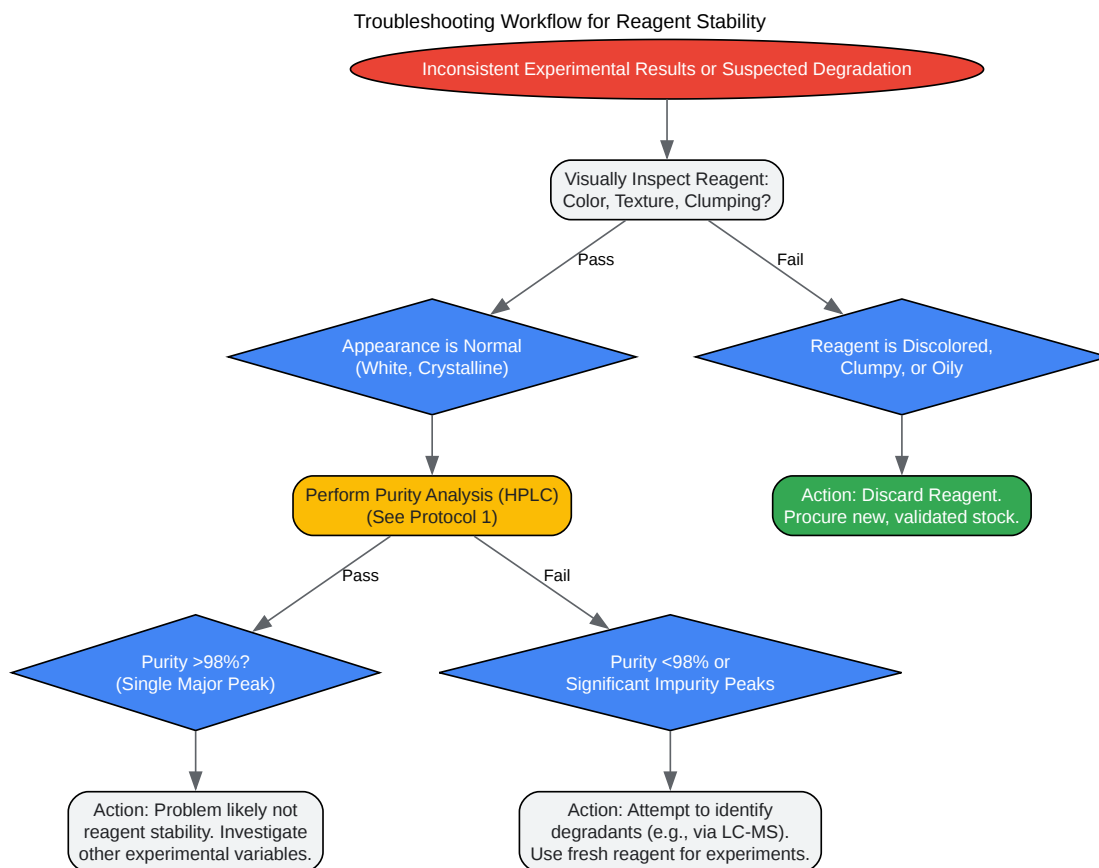 Troubleshooting Workflow for Reagent Stability
Inconsistent Experimental Results or Suspected Degradation
Visually Inspect Reagent:
Color, Texture, Clumping?
Pass
Fail
Appearance is Normal
(White, Crystalline)
Reagent is Discolored,
Clumpy, or Oily
Perform Purity Analysis (HPLC)
(See Protocol 1)
Action: Discard Reagent.
Procure new, validated stock.
Pass
Fail
Purity >98%?
(Single Major Peak)
Purity <98% or
Significant Impurity Peaks
Action: Problem likely not
reagent stability. Investigate
other experimental variables.
Action: Attempt to identify
degradants (e.g., via LC-MS).
Use fresh reagent for experiments.